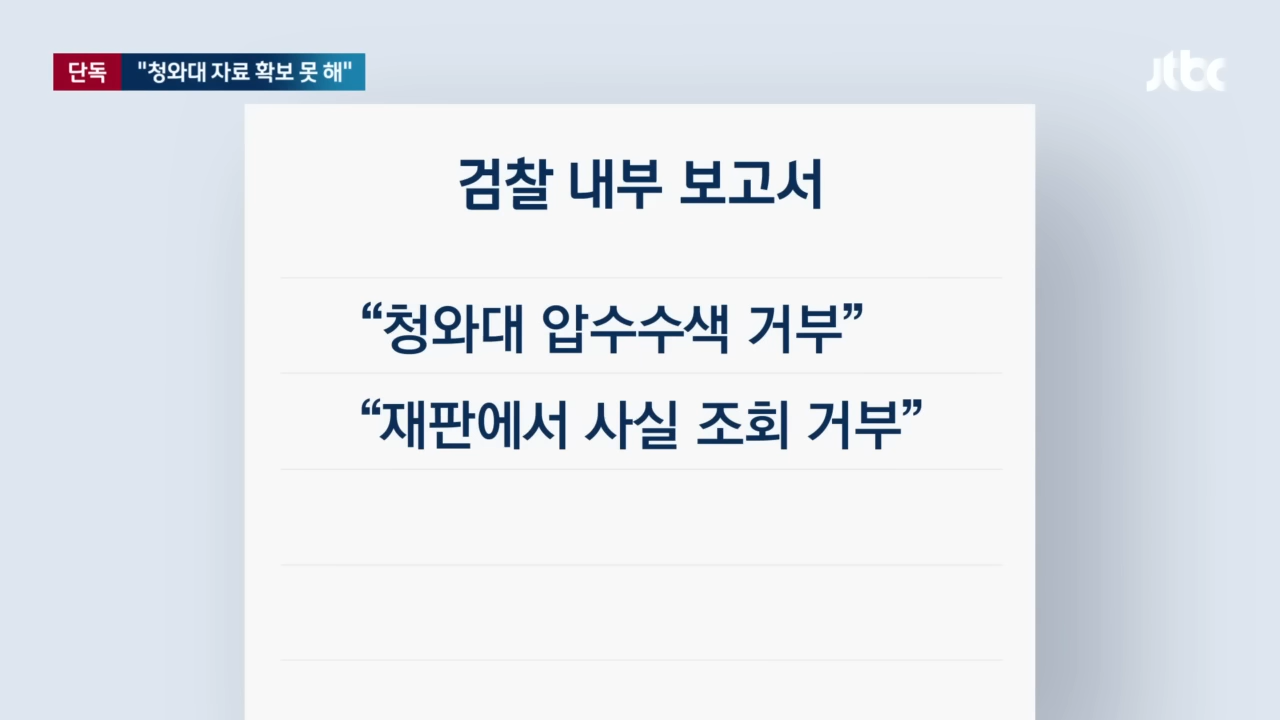 단독 "청와대 자료 확보 못 해"
jtbc
검찰 내부 보고서
“청와대 압수수색 거부”
“재판에서 사실 조회 거부”